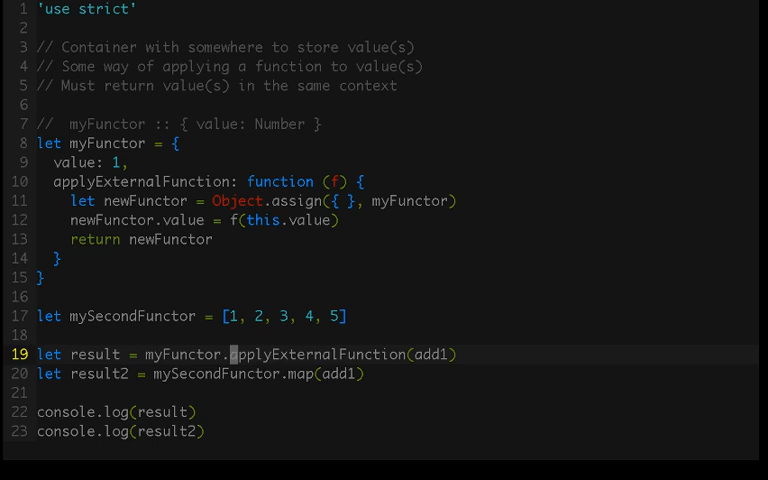 1 'use strict'
2
3 // Container with somewhere to store value(s)
4 // Some way of applying a function to value(s)
5 // Must return value(s) in the same context
6
7 //  myFunctor :: { value: Number }
8 let myFunctor = {
9   value: 1,
10   applyExternalFunction: function (f) {
11     let newFunctor = Object.assign({ }, myFunctor)
12     newFunctor.value = f(this.value)
13     return newFunctor
14   }
15 }
16
17 let mySecondFunctor = [1, 2, 3, 4, 5]
18
19 let result = myFunctor.applyExternalFunction(add1)
20 let result2 = mySecondFunctor.map(add1)
21
22 console.log(result)
23 console.log(result2)